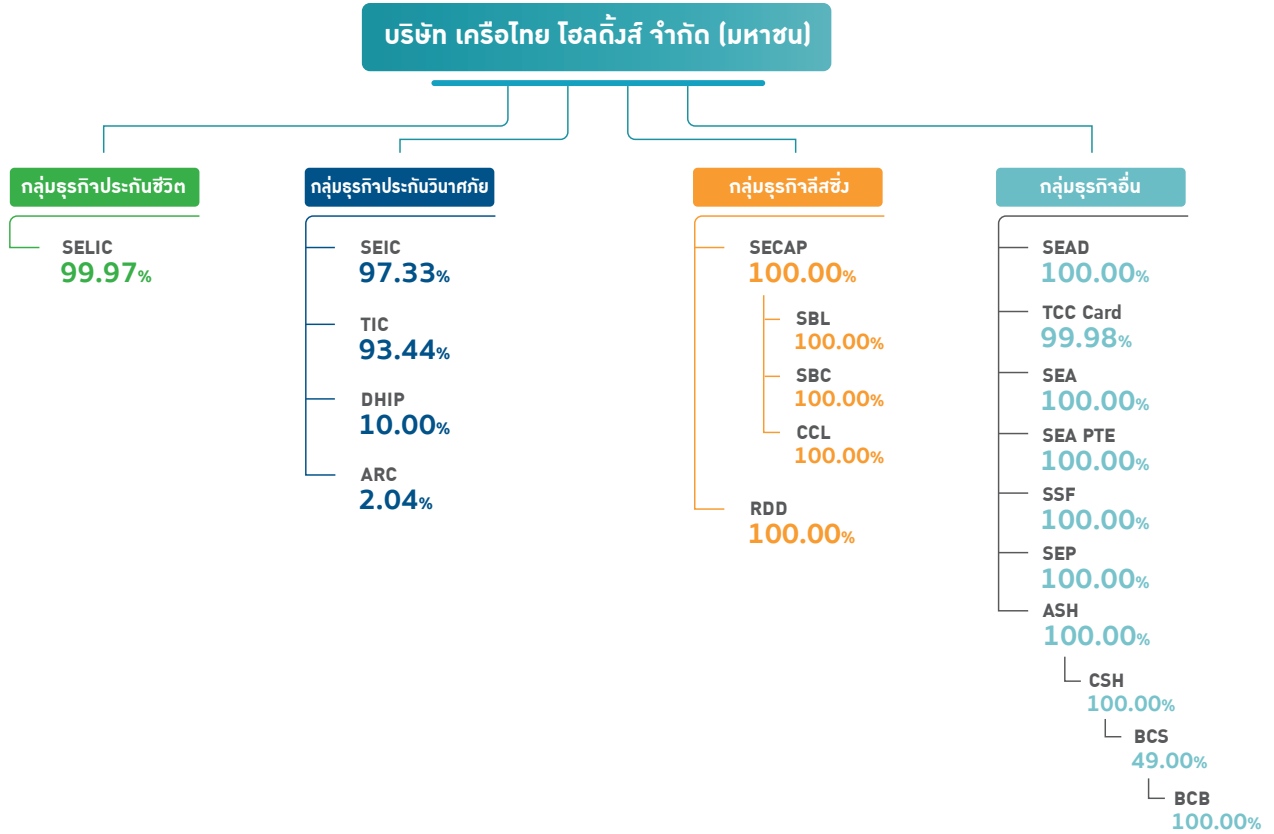 บริษัท เครือไทย โฮลดิ้งส์ จำกัด (มหาชน)
กลุ่มธุรกิจประกันชีวิต
SELIC
99.97%
กลุ่มธุรกิจประกันวินาศภัย
SEIC
97.33%
TIC
93.44%
DHIP
10.00%
ARC
2.04%
กลุ่มธุรกิจลีสซิ่ง
SECAP
100.00%
SBL
100.00%
SBC
100.00%
CCL
100.00%
RDD
100.00%
กลุ่มธุรกิจอื่น
SEAD
100.00%
TCC Card
99.98%
SEA
100.00%
SEA PTE
100.00%
SSF
100.00%
SEP
100.00%
ASH
100.00%
CSH
100.00%
BCS
49.00%
BCB
100.00%